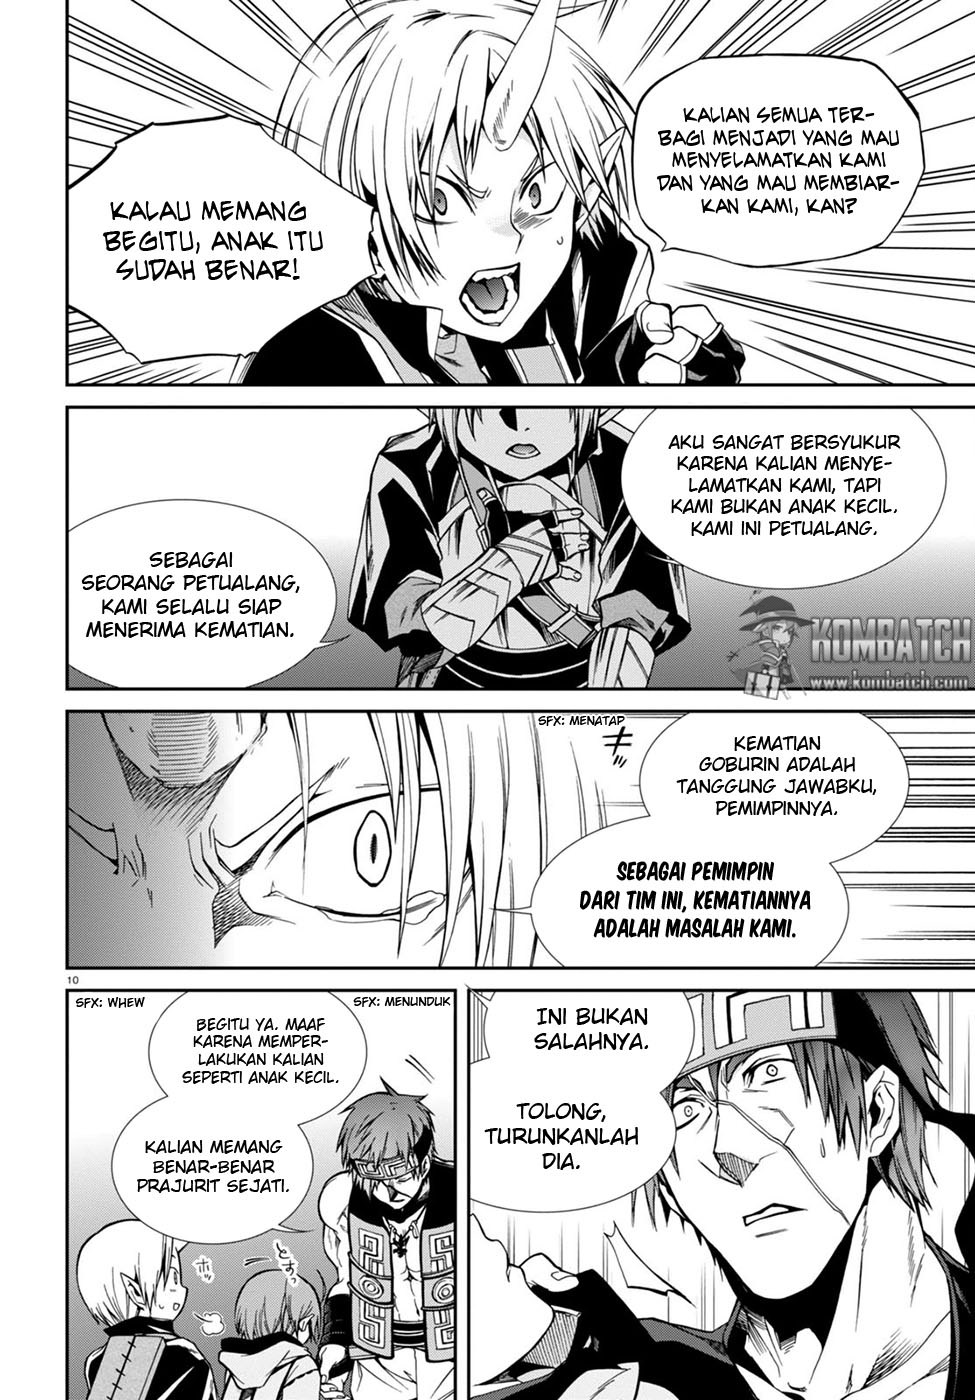 KALIAN SEMUA TER-
BAGI MENJADI YANG MAU
MENYELAMATKAN KAMI
DAN YANG MAU MEMBIAR-
KAN KAMI, KAN?
KALAU MEMANG
BEGITU, ANAK ITU
SUDAH BENAR!
AKU SANGAT BERSYUKUR
KARENA KALIAN MENYE-
LAMATKAN KAMI, TAPI
KAMI BUKAN ANAK KECIL.
KAMI INI PETUALANG.
SEBAGAI
SEORANG PETUALANG,
KAMI SELALU SIAP
MENERIMA KEMATIAN.
KOMBATCH
www.kombatch.com
SFX: MENATAP
KEMATIAN
GOBURIN ADALAH
TANGGUNG JAWABKU,
PEMIMPINNYA.
SEBAGAI PEMIMPIN
DARI TIM INI, KEMATIANNYA
ADALAH MASALAH KAMI.
10
INI BUKAN
SALAHNYA.
TOLONG,
TURUNKANLAH
DIA.
SFX: MENUNDUK
SFX: WHEW
BEGITU YA. MAAF
KARENA MEMPER-
LAKUKAN KALIAN
SEPERTI ANAK KECIL.
KALIAN MEMANG
BENAR-BENAR
PRAJURIT SEJATI.
とすっ
ホッ